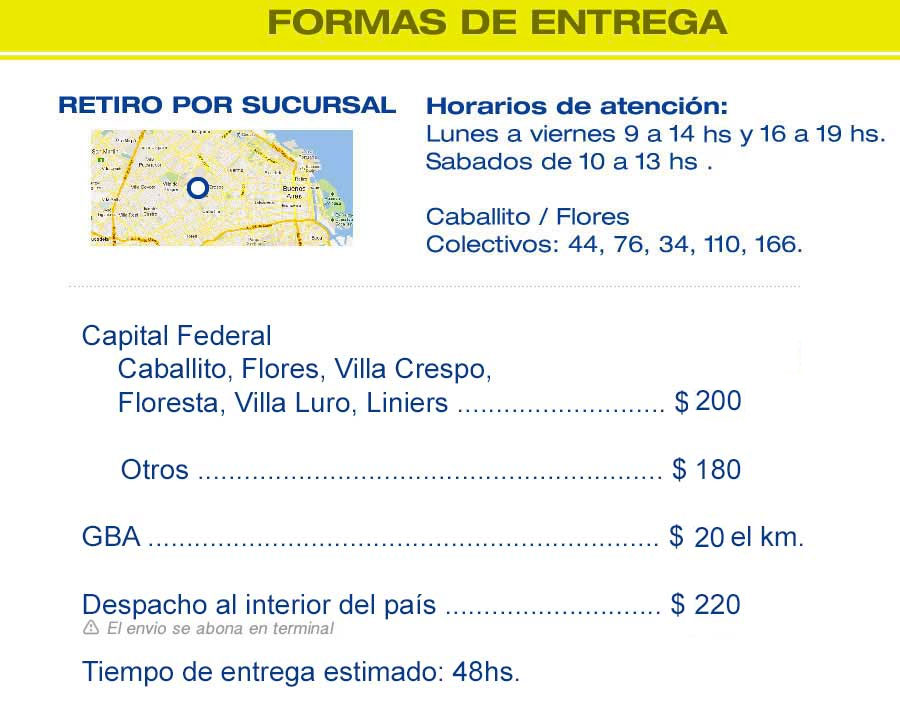 FORMAS DE ENTREGA
RETIRO POR SUCURSAL
Buenos
Aires
Horarios de atención:
Lunes a viernes 9 a 14 hs y 16 a 19 hs.
Sabados de 10 a 13 hs .
Caballito / Flores
Colectivos: 44, 76, 34, 110, 166.
Capital Federal
Caballito, Flores, Villa Crespo,
Floresta, Villa Luro, Liniers ........................... $ 200
Otros ............................................................ $ 180
GBA .................................................................. $ 20 el km.
Despacho al interior del país ............................ $ 220
El envio se abona en terminal
Tiempo de entrega estimado: 48hs.